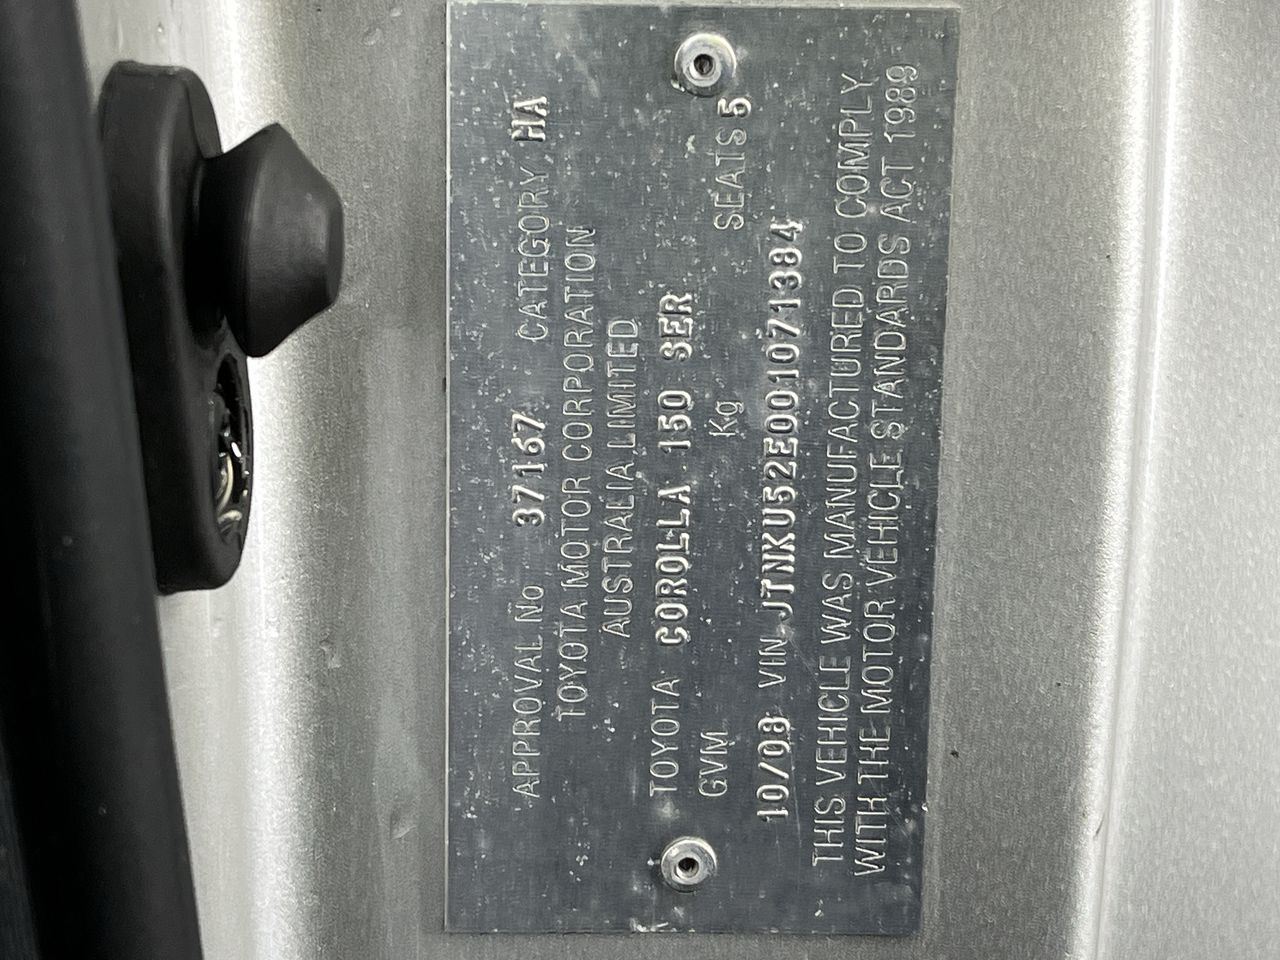 APPROVAL No 37167 CATEGORY MA
TOYOTA MOTOR CORPORATION
AUSTRALIA LIMITED
TOYOTA COROLLA 150 SER
GVM Kg SEATS 5
10/08 VIN JTNKU52E001071384
THIS VEHICLE WAS MANUFACTURED TO COMPLY
WITH THE MOTOR VEHICLE STANDARDS ACT 1989